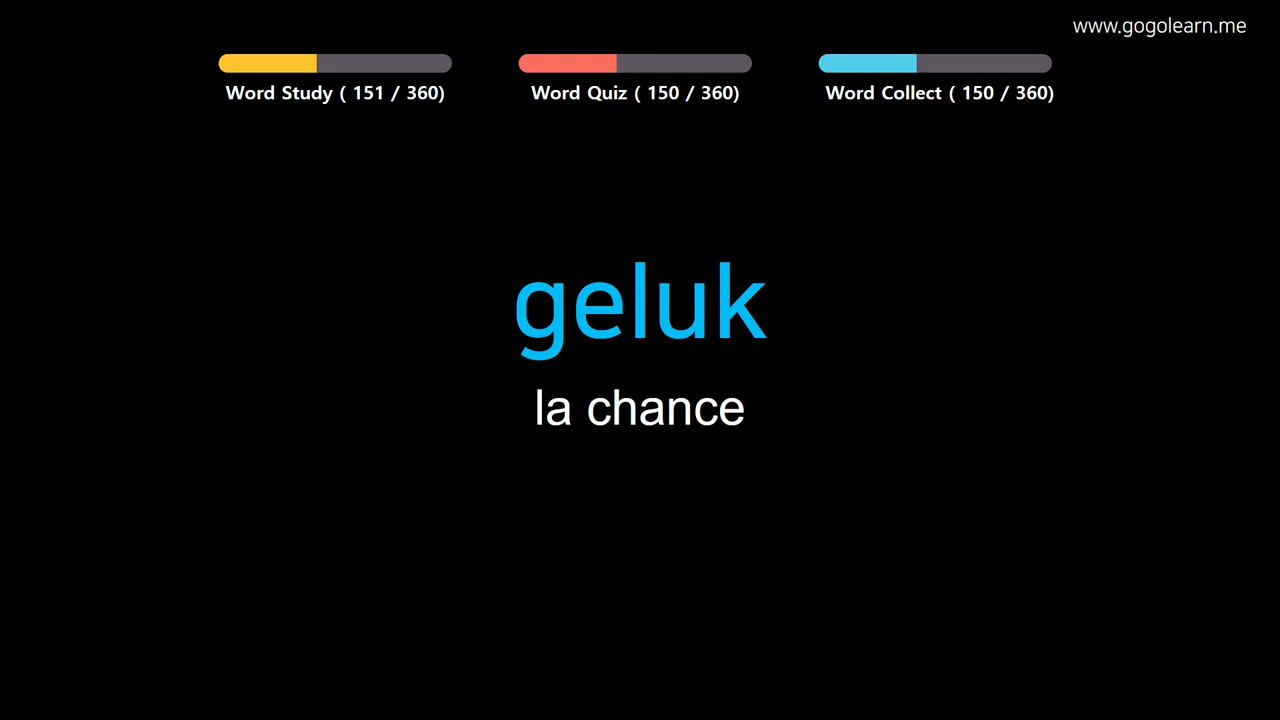 www.gogolearn.me
Word Study ( 151 / 360)
Word Quiz ( 150 / 360)
Word Collect ( 150 / 360)
geluk
la chance